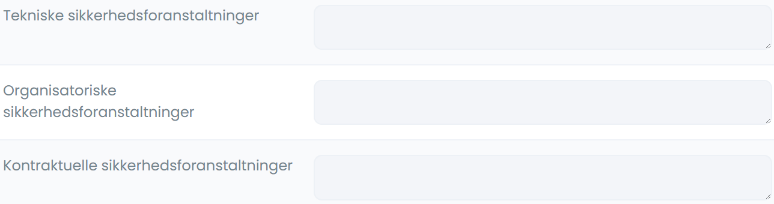 Tekniske sikkerhedsforanstaltninger
Organisatoriske
sikkerhedsforanstaltninger
Kontraktuelle sikkerhedsforanstaltninger